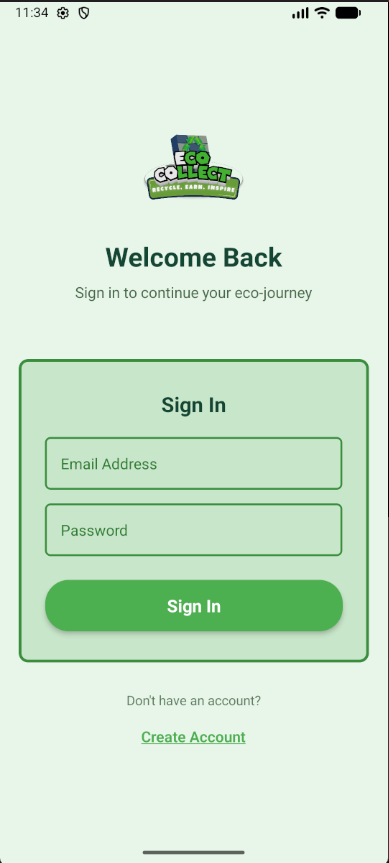 11:34
ECO
COLLECT
RECYCLE, EARN, INSPIRE
Welcome Back
Sign in to continue your eco-journey
Sign In
Email Address
Password
Sign In
Don't have an account?
Create Account